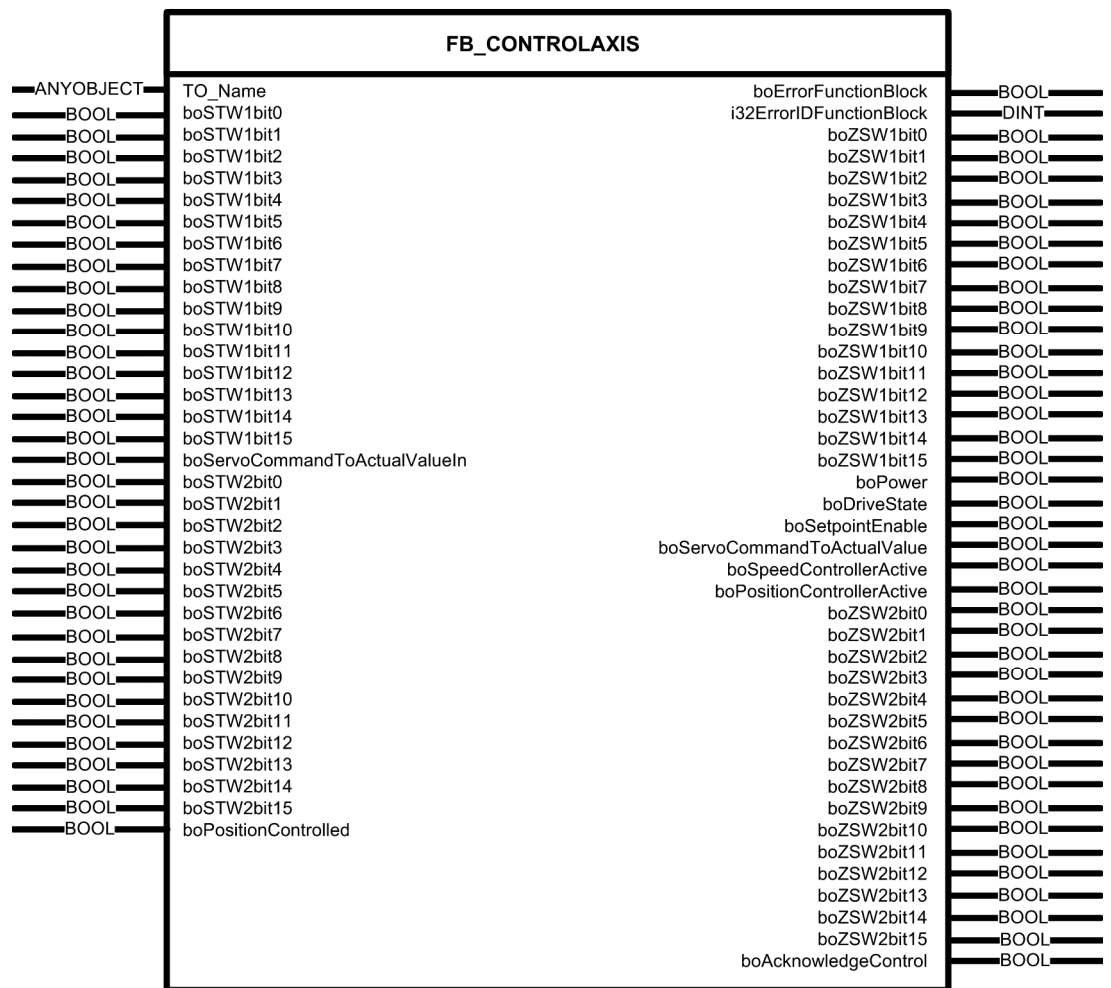 FB_CONTROLAXIS
ANYOBJECT TO_Name boErrorFunctionBlock BOOL
BOOL boSTW1bit0 i32ErrorIDFunctionBlock DINT
BOOL boSTW1bit1 boZSW1bit0 BOOL
BOOL boSTW1bit2 boZSW1bit1 BOOL
BOOL boSTW1bit3 boZSW1bit2 BOOL
BOOL boSTW1bit4 boZSW1bit3 BOOL
BOOL boSTW1bit5 boZSW1bit4 BOOL
BOOL boSTW1bit6 boZSW1bit5 BOOL
BOOL boSTW1bit7 boZSW1bit6 BOOL
BOOL boSTW1bit8 boZSW1bit7 BOOL
BOOL boSTW1bit9 boZSW1bit8 BOOL
BOOL boSTW1bit10 boZSW1bit9 BOOL
BOOL boSTW1bit11 boZSW1bit10 BOOL
BOOL boSTW1bit12 boZSW1bit11 BOOL
BOOL boSTW1bit13 boZSW1bit12 BOOL
BOOL boSTW1bit14 boZSW1bit13 BOOL
BOOL boSTW1bit15 boZSW1bit14 BOOL
BOOL boServoCommandToActualValueIn boZSW1bit15 BOOL
BOOL boSTW2bit0 boPower BOOL
BOOL boSTW2bit1 boDriveState BOOL
BOOL boSTW2bit2 boSetpointEnable BOOL
BOOL boSTW2bit3 boServoCommandToActualValue BOOL
BOOL boSTW2bit4 boSpeedControllerActive BOOL
BOOL boSTW2bit5 boPositionControllerActive BOOL
BOOL boSTW2bit6 boZSW2bit0 BOOL
BOOL boSTW2bit7 boZSW2bit1 BOOL
BOOL boSTW2bit8 boZSW2bit2 BOOL
BOOL boSTW2bit9 boZSW2bit3 BOOL
BOOL boSTW2bit10 boZSW2bit4 BOOL
BOOL boSTW2bit11 boZSW2bit5 BOOL
BOOL boSTW2bit12 boZSW2bit6 BOOL
BOOL boSTW2bit13 boZSW2bit7 BOOL
BOOL boSTW2bit14 boZSW2bit8 BOOL
BOOL boSTW2bit15 boZSW2bit9 BOOL
BOOL boPositionControlled boZSW2bit10 BOOL
boZSW2bit11 BOOL
boZSW2bit12 BOOL
boZSW2bit13 BOOL
boZSW2bit14 BOOL
boZSW2bit15 BOOL
boAcknowledgeControl BOOL